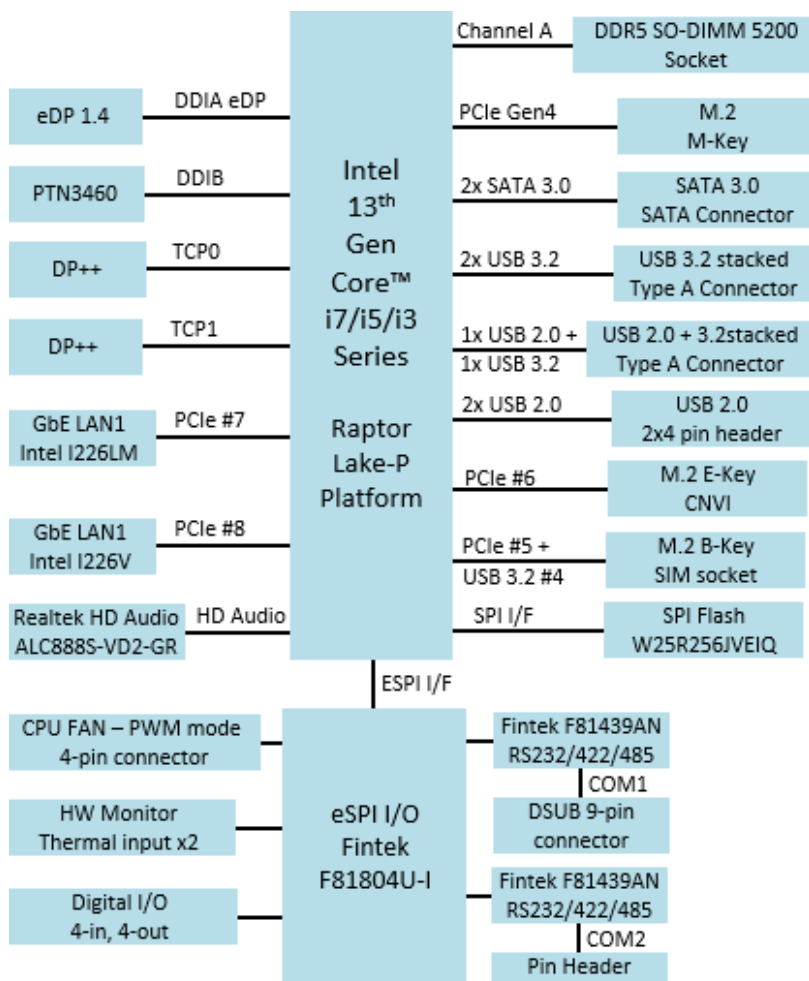 Channel A
DDR5 SO-DIMM 5200
Socket
eDP 1.4
DDIA eDP
PCIe Gen4
M.2
M-Key
PTN3460
DDIB
2x SATA 3.0
SATA 3.0
SATA Connector
DP++
TCP0
2x USB 3.2
USB 3.2 stacked
Type A Connector
DP++
TCP1
1x USB 2.0 +
1x USB 3.2
USB 2.0 + 3.2stacked
Type A Connector
Intel
13th
Gen
Core™
i7/i5/i3
Series
Raptor
Lake-P
Platform
2x USB 2.0
USB 2.0
2x4 pin header
GbE LAN1
Intel I226LM
PCIe #7
PCIe #6
M.2 E-Key
CNVI
GbE LAN1
Intel I226V
PCIe #8
PCIe #5 +
USB 3.2 #4
M.2 B-Key
SIM socket
Realtek HD Audio
ALC888S-VD2-GR
HD Audio
SPI I/F
SPI Flash
W25R256JVEIQ
ESPI I/F
CPU FAN – PWM mode
4-pin connector
HW Monitor
Thermal input x2
Digital I/O
4-in, 4-out
eSPI I/O
Fintek
F81804U-I
Fintek F81439AN
RS232/422/485
COM1
DSUB 9-pin
connector
Fintek F81439AN
RS232/422/485
COM2
Pin Header